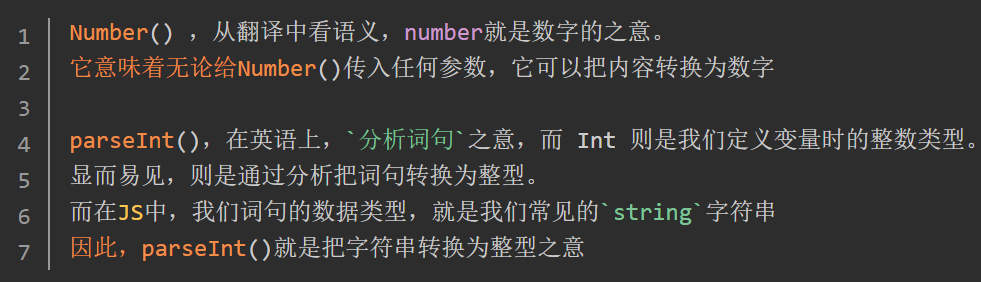 1 Number() ，从翻译中看语义，number就是数字的之意。
2 它意味着无论给Number()传入任何参数，它可以把内容转换为数字
3
4 parseInt()，在英语上，`分析词句`之意，而 Int 则是我们定义变量时的整数类型。
5 显而易见，则是通过分析把词句转换为整型。
6 而在JS中，我们词句的数据类型，就是我们常见的`string`字符串
7 因此，parseInt()就是把字符串转换为整型之意